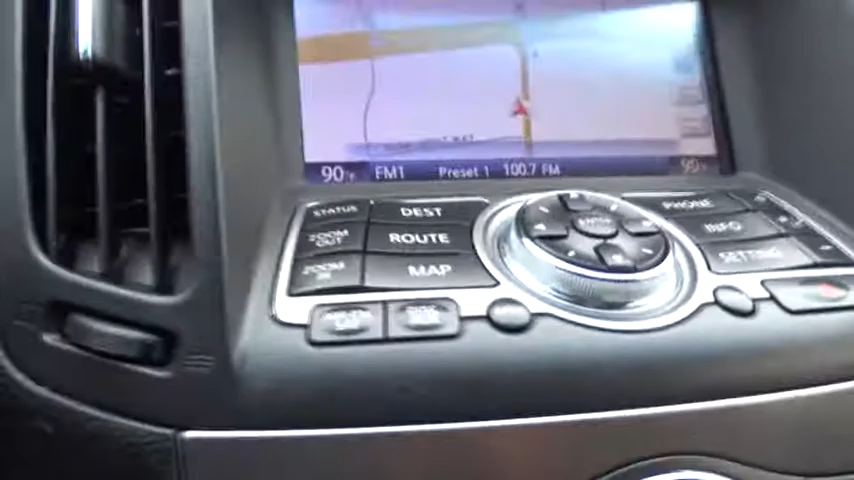 90°F FM1 Preset 1 100.7 FM 90°F
STATUS DEST PHONE
ZOOM OUT ROUTE ENTER INFO
ZOOM IN MAP SETTING